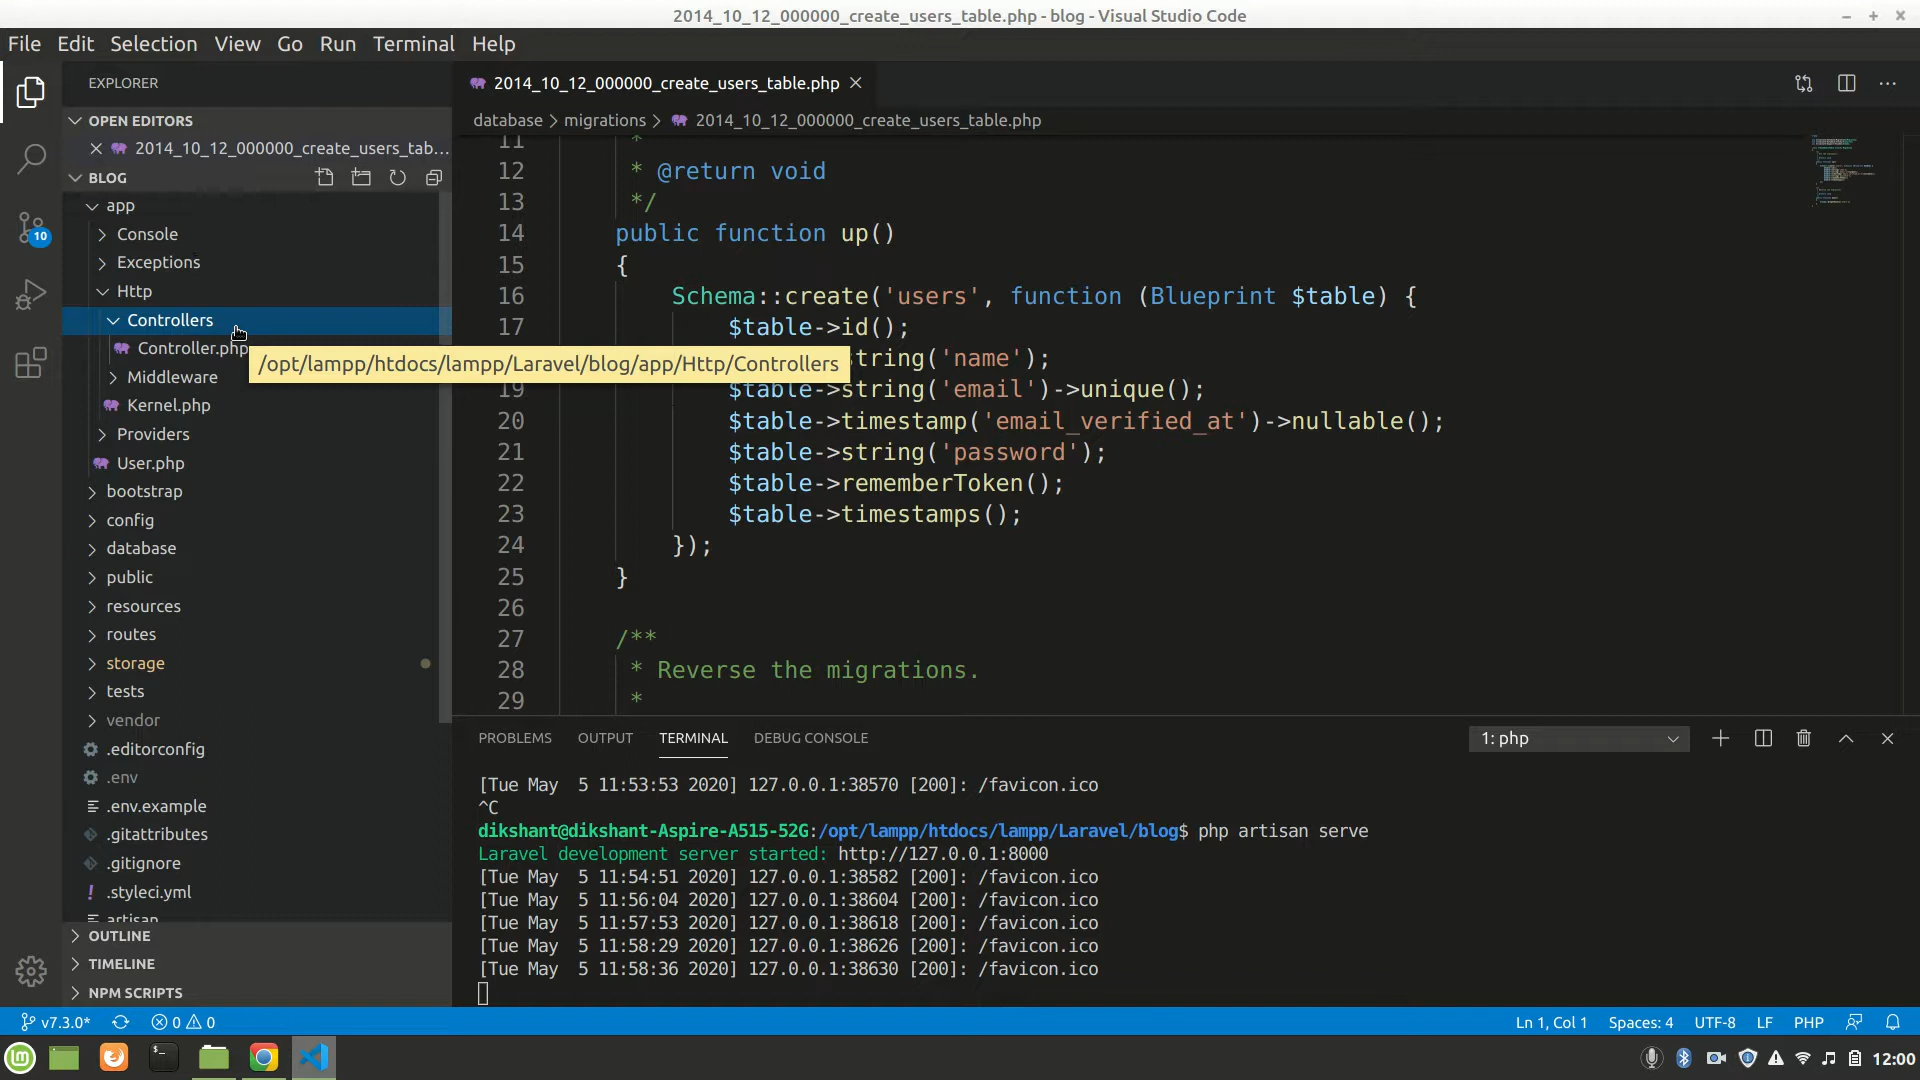 2014_10_12_000000_create_users_table.php - blog - Visual Studio Code
File Edit Selection View Go Run Terminal Help
EXPLORER
OPEN EDITORS
2014_10_12_000000_create_users_tab...
BLOG
app
Console
Exceptions
Http
Controllers
Controller.php
/opt/lampp/htdocs/lampp/Laravel/blog/app/Http/Controllers
Middleware
Kernel.php
Providers
User.php
bootstrap
config
database
public
resources
routes
storage
tests
vendor
.editorconfig
.env
.env.example
.gitattributes
.gitignore
.styleci.yml
artisan
OUTLINE
TIMELINE
NPM SCRIPTS
10
2014_10_12_000000_create_users_table.php
database > migrations > 2014_10_12_000000_create_users_table.php
11 *
12 * @return void
13 */
14 public function up()
15 {
16 Schema::create('users', function (Blueprint $table) {
17 $table->id();
tring('name');
19 $table->string('email')->unique();
20 $table->timestamp('email_verified_at')->nullable();
21 $table->string('password');
22 $table->rememberToken();
23 $table->timestamps();
24 });
25 }
26
27 /**
28 * Reverse the migrations.
29 *
PROBLEMS OUTPUT TERMINAL DEBUG CONSOLE 1: php
[Tue May  5 11:53:53 2020] 127.0.0.1:38570 [200]: /favicon.ico
^C
dikshant@dikshant-Aspire-A515-52G:/opt/lampp/htdocs/lampp/Laravel/blog$ php artisan serve
Laravel development server started: http://127.0.0.1:8000
[Tue May  5 11:54:51 2020] 127.0.0.1:38582 [200]: /favicon.ico
[Tue May  5 11:56:04 2020] 127.0.0.1:38604 [200]: /favicon.ico
[Tue May  5 11:57:53 2020] 127.0.0.1:38618 [200]: /favicon.ico
[Tue May  5 11:58:29 2020] 127.0.0.1:38626 [200]: /favicon.ico
[Tue May  5 11:58:36 2020] 127.0.0.1:38630 [200]: /favicon.ico
v7.3.0* 0 0 Ln 1, Col 1 Spaces: 4 UTF-8 LF PHP
12:00